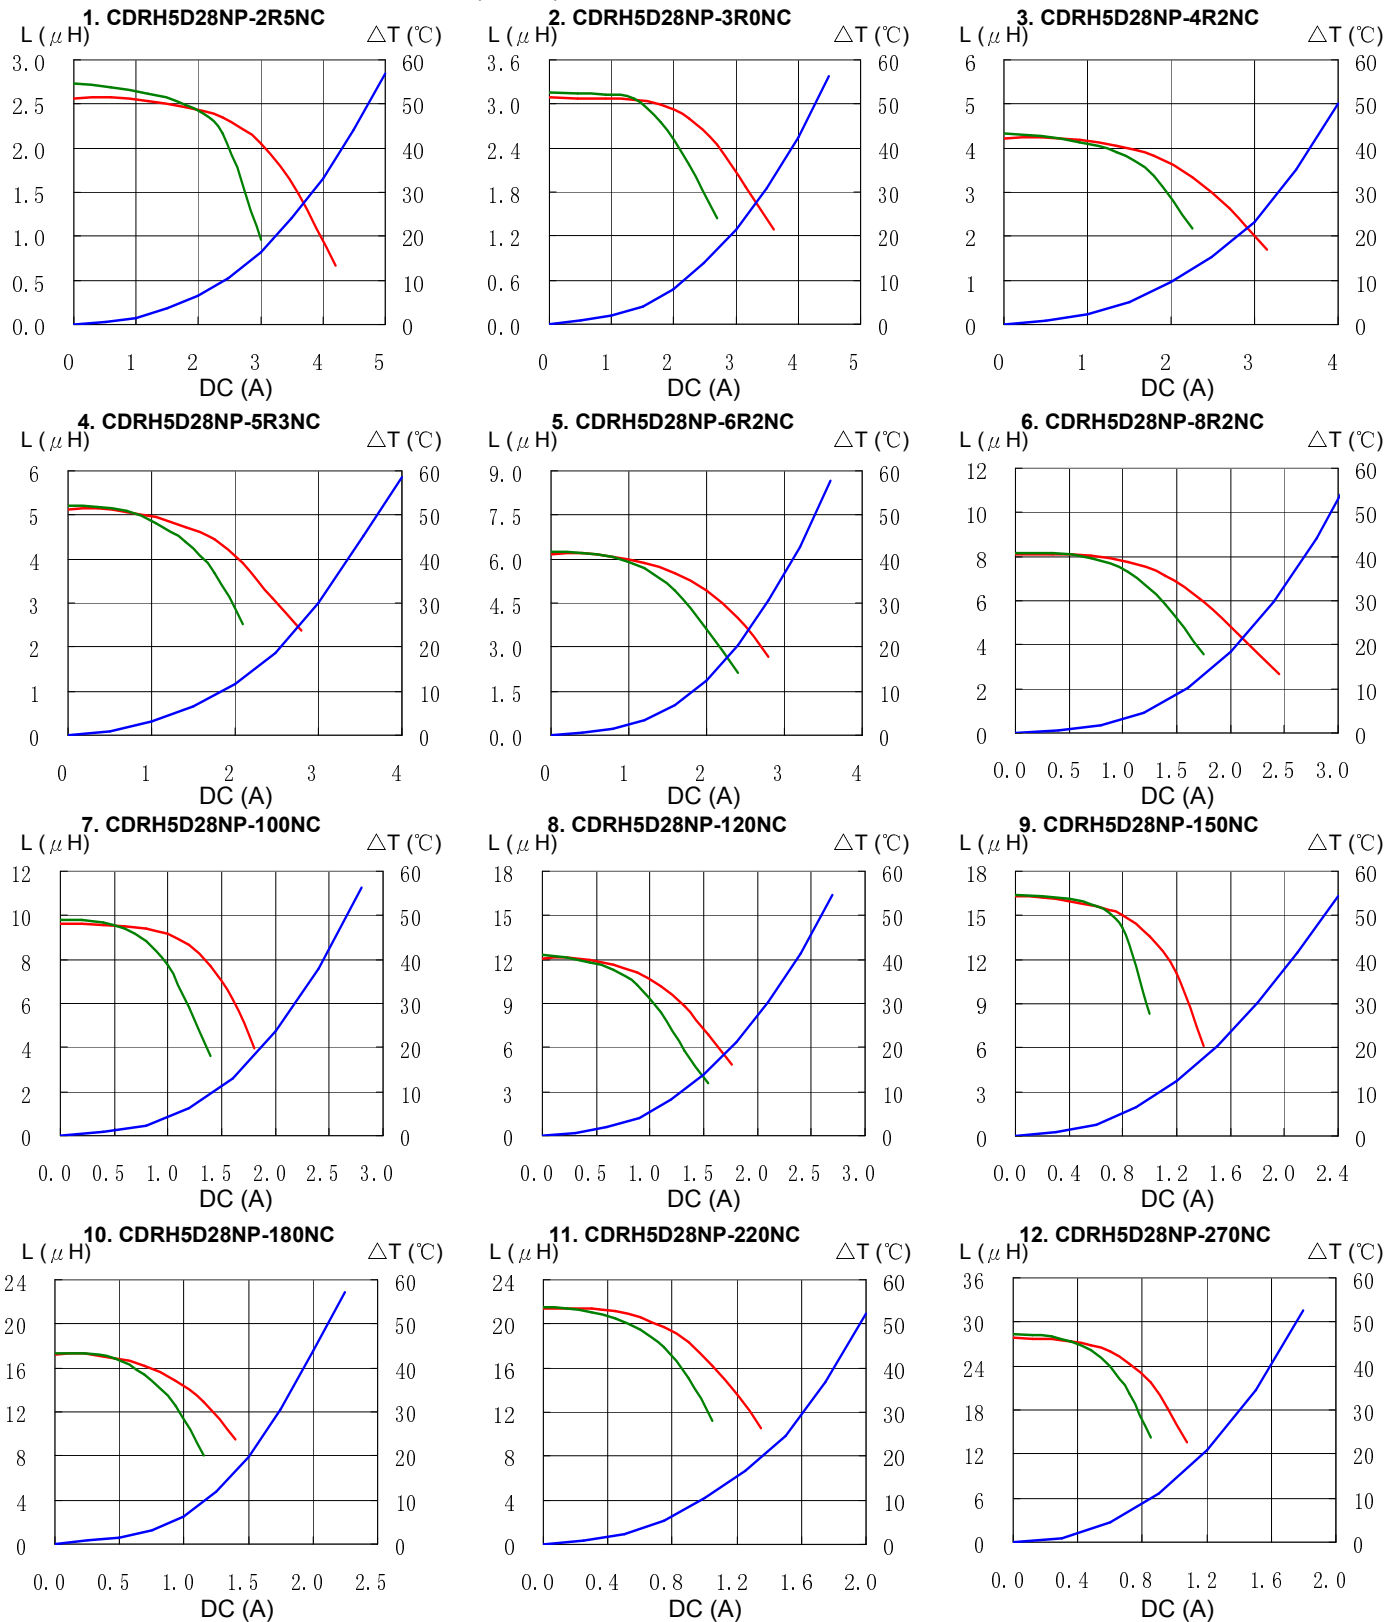 1. CDRH5D28NP-2R5NC 2. CDRH5D28NP-3R0NC 3. CDRH5D28NP-4R2NC
L (μH) △T (℃) L (μH) △T (℃) L (μH) △T (℃)
3.0 60 3.6 60 6 60
2.5 50 3.0 50 5 50
2.0 40 2.4 40 4 40
1.5 30 1.8 30 3 30
1.0 20 1.2 20 2 20
0.5 10 0.6 10 1 10
0.0 0 0.0 0 0 0
0 1 2 3 4 5 0 1 2 3 4 5 0 1 2 3 4
DC (A) DC (A) DC (A)
4. CDRH5D28NP-5R3NC 5. CDRH5D28NP-6R2NC 6. CDRH5D28NP-8R2NC
L (μH) △T (℃) L (μH) △T (℃) L (μH) △T (℃)
6 60 9.0 60 12 60
5 50 7.5 50 10 50
4 40 6.0 40 8 40
3 30 4.5 30 6 30
2 20 3.0 20 4 20
1 10 1.5 10 2 10
0 0 0.0 0 0 0
0 1 2 3 4 0 1 2 3 4 0.0 0.5 1.0 1.5 2.0 2.5 3.0
DC (A) DC (A) DC (A)
7. CDRH5D28NP-100NC 8. CDRH5D28NP-120NC 9. CDRH5D28NP-150NC
L (μH) △T (℃) L (μH) △T (℃) L (μH) △T (℃)
12 60 18 60 18 60
10 50 15 50 15 50
8 40 12 40 12 40
6 30 9 30 9 30
4 20 6 20 6 20
2 10 3 10 3 10
0 0 0 0 0 0
0.0 0.5 1.0 1.5 2.0 2.5 3.0 0.0 0.5 1.0 1.5 2.0 2.5 3.0 0.0 0.4 0.8 1.2 1.6 2.0 2.4
DC (A) DC (A) DC (A)
10. CDRH5D28NP-180NC 11. CDRH5D28NP-220NC 12. CDRH5D28NP-270NC
L (μH) △T (℃) L (μH) △T (℃) L (μH) △T (℃)
24 60 24 60 36 60
20 50 20 50 30 50
16 40 16 40 24 40
12 30 12 30 18 30
8 20 8 20 12 20
4 10 4 10 6 10
0 0 0 0 0 0
0.0 0.5 1.0 1.5 2.0 2.5 0.0 0.4 0.8 1.2 1.6 2.0 0.0 0.4 0.8 1.2 1.6 2.0
DC (A) DC (A) DC (A)